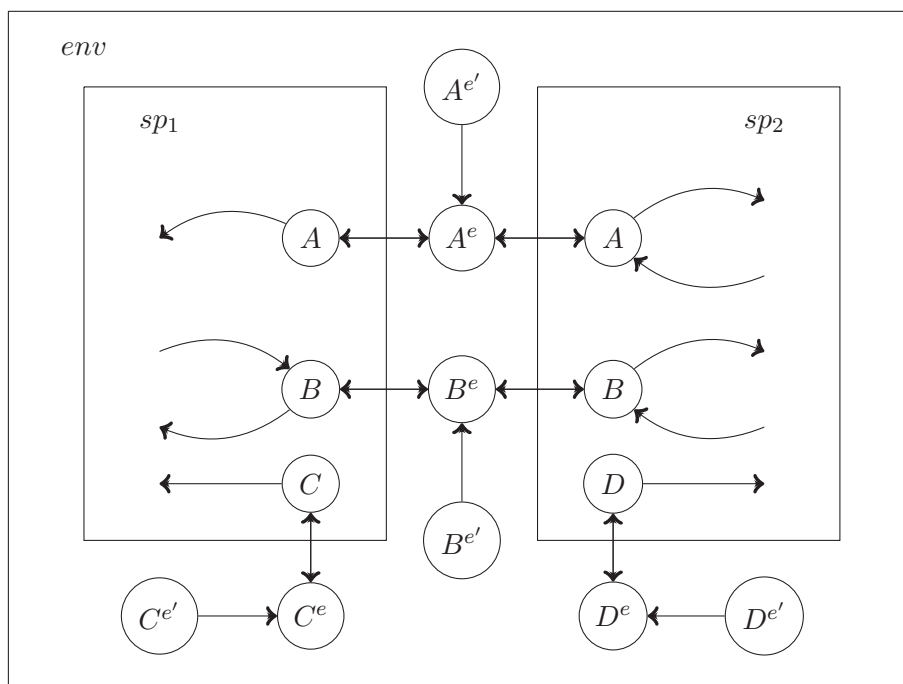 env
A^{e'}
sp_1
sp_2
A
A^e
A
B
B^e
B
C
D
B^{e'}
C^{e'}
C^e
D^e
D^{e'}